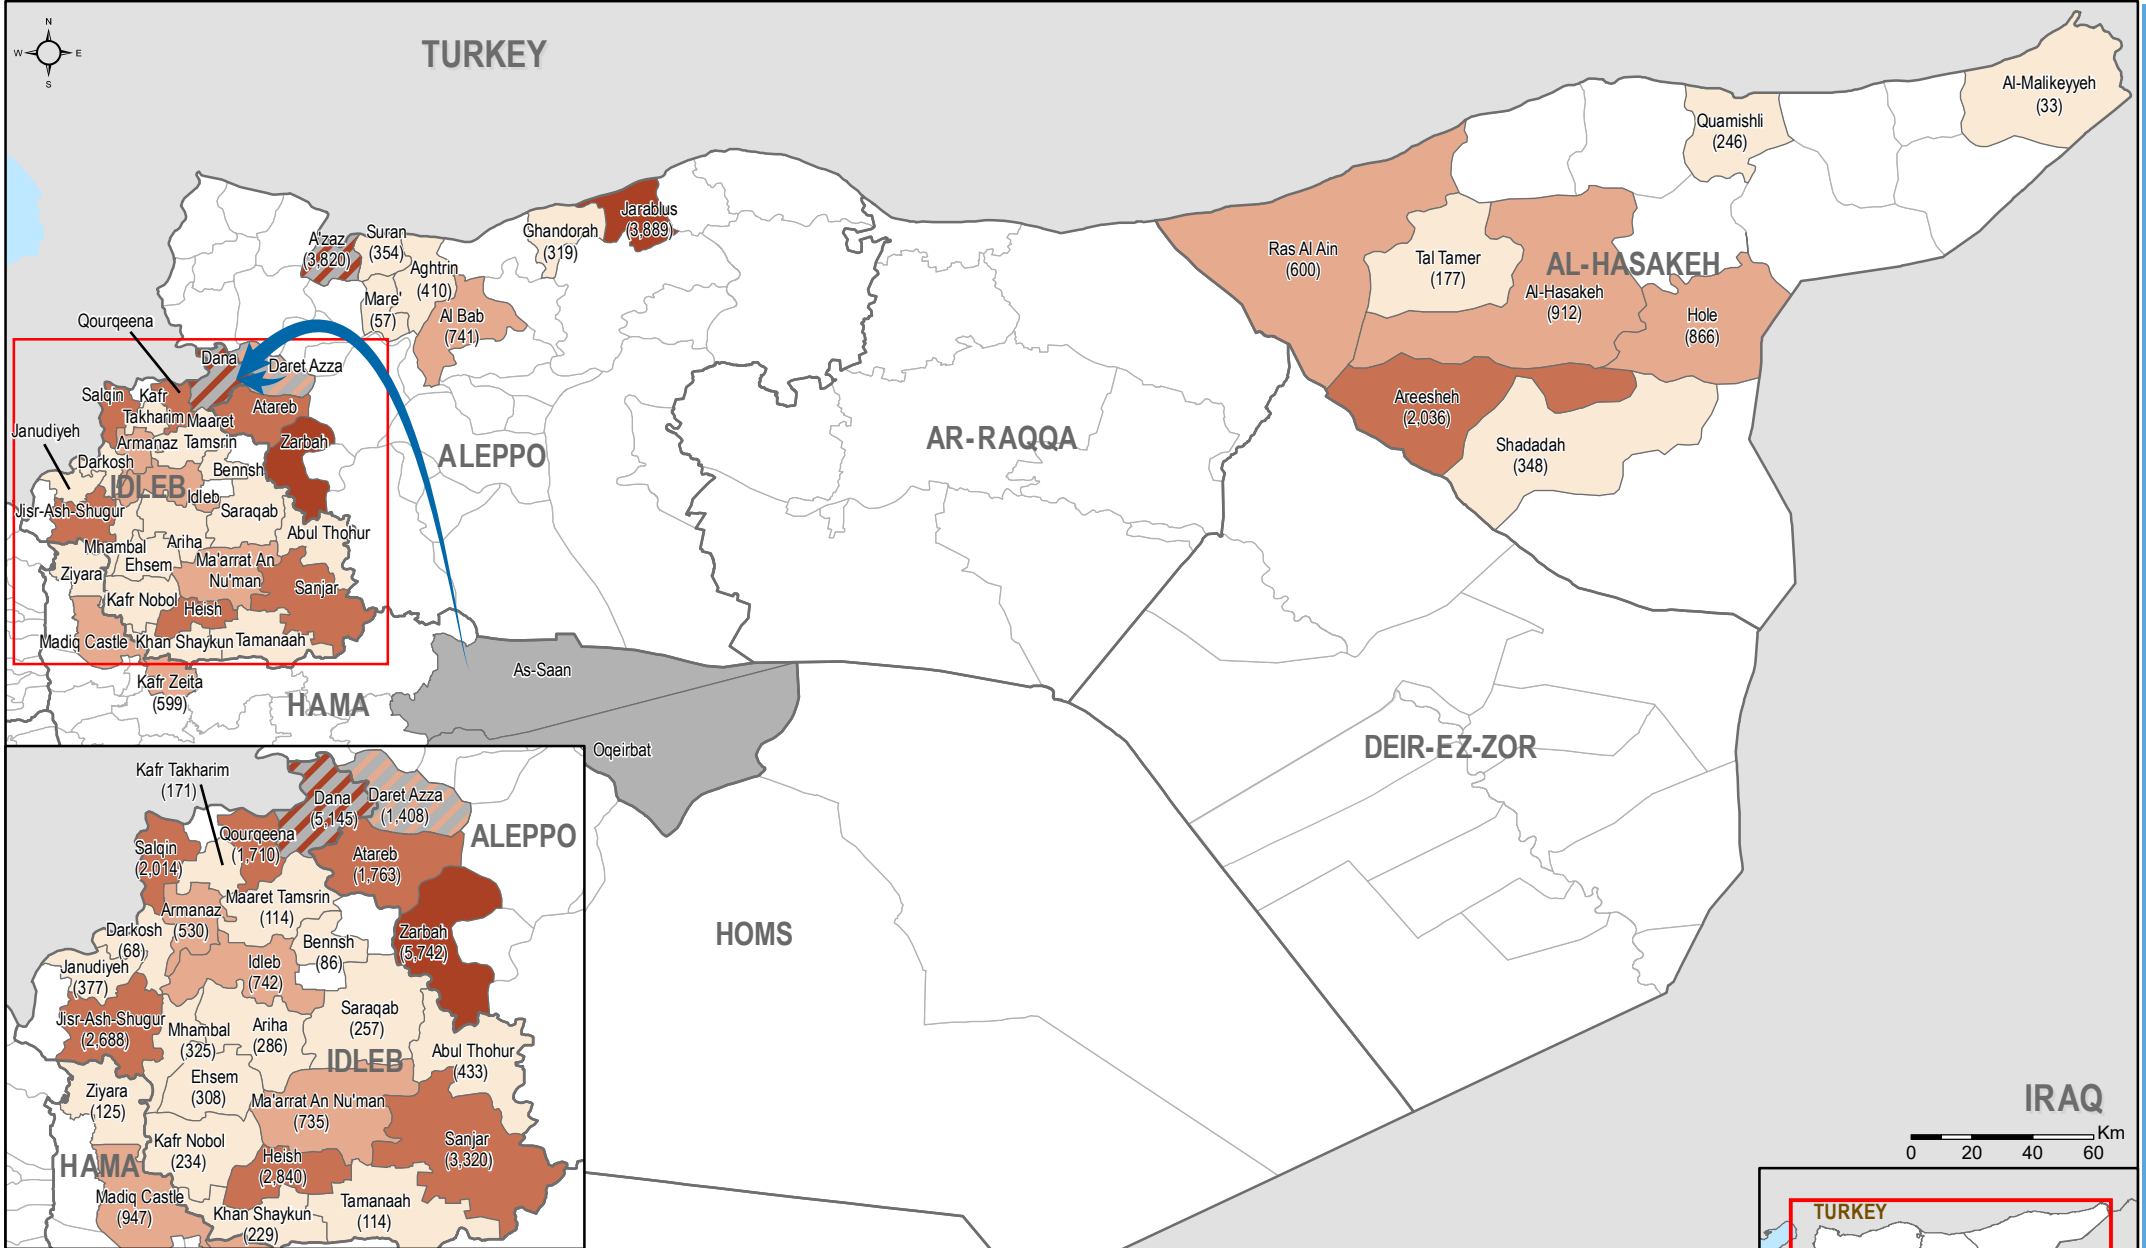 N
W
E
S
TURKEY
Al-Malikeyyeh
(33)
Quamishli
(246)
Jarablus
(3,889)
Ghandorah
(319)
A'zaz
(3,820)
Suran
(354)
Aghtrin
(410)
Mare'
(57)
Al Bab
(741)
Ras Al Ain
(600)
Tal Tamer
(177)
AL-HASAKEH
Al-Hasakeh
(912)
Hole
(866)
Areesheh
(2,036)
Shadadah
(348)
Qourqeena
Dana
Daret Azza
Salqin
Kafr
Takharim
Atareb
Maaret
Tamsrin
Janudiyeh
Armanaz
Zarbah
Darkosh
Bennsh
IDLEB
Idleb
Jisr-Ash-Shugur
Saraqab
Abul Thohur
Mhambal
Ariha
Ehsem
Ma'arrat An
Nu'man
Ziyara
Sanjar
Kafr Nobol
Heish
Madiq Castle
Khan Shaykun
Tamanaah
Kafr Zeita
(599)
ALEPPO
AR-RAQQA
HAMA
As-Saan
Oqeirbat
DEIR-EZ-ZOR
HOMS
IRAQ
Km
0
20
40
60
TURKEY
Kafr Takharim
(171)
Dana
(5,145)
Daret Azza
(1,408)
ALEPPO
Qourqeena
(1,710)
Salqin
(2,014)
Atareb
(1,763)
Maaret Tamsrin
(114)
Armanaz
(530)
Darkosh
(68)
Bennsh
(86)
Zarbah
(5,742)
Janudiyeh
(377)
Idleb
(742)
Saraqab
(257)
Jisr-Ash-Shugur
(2,688)
Mhambal
(325)
Ariha
(286)
IDLEB
Abul Thohur
(433)
Ehsem
(308)
Ziyara
(125)
Ma'arrat An Nu'man
(735)
Kafr Nobol
(234)
Sanjar
(3,320)
HAMA
Heish
(2,840)
Madiq Castle
(947)
Khan Shaykun
(229)
Tamanaah
(114)